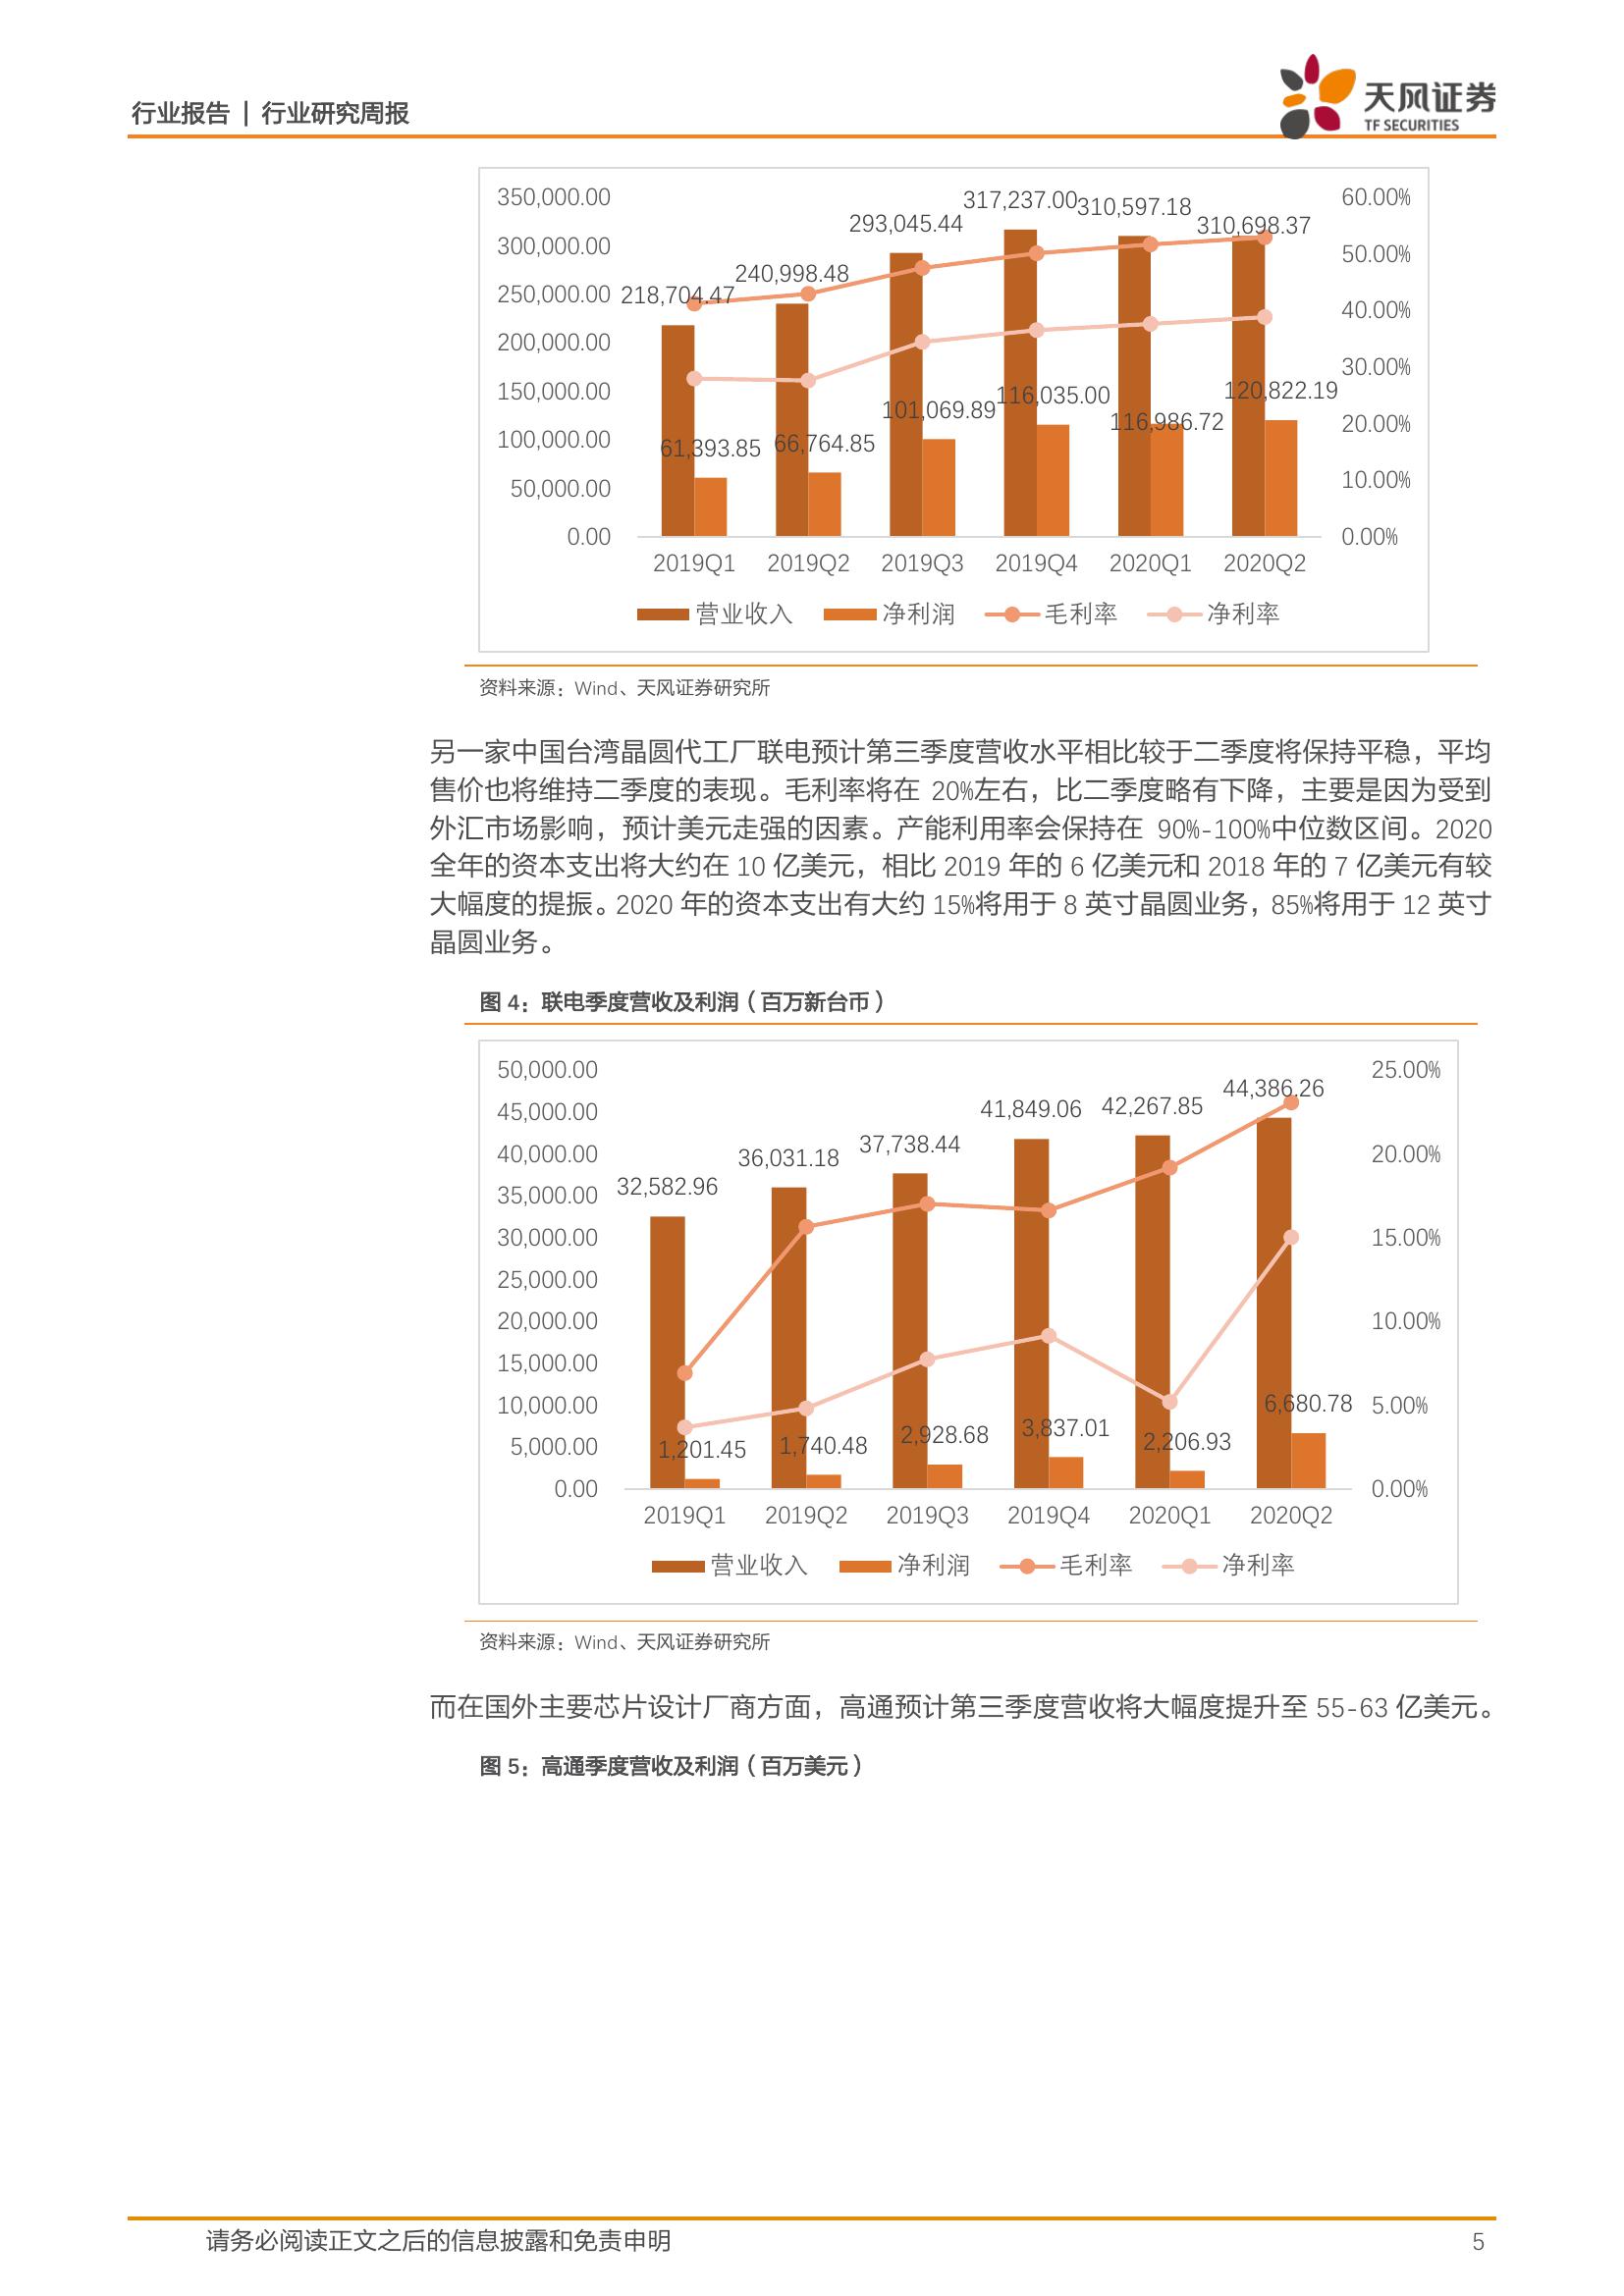 行业报告 | 行业研究周报
天风证券
TF SECURITIES
350,000.00
300,000.00
250,000.00
200,000.00
150,000.00
100,000.00
50,000.00
0.00
218,704.47
240,998.48
293,045.44
317,237.00
310,597.18
310,698.37
61,393.85
66,764.85
101,069.89
116,035.00
116,986.72
120,822.19
60.00%
50.00%
40.00%
30.00%
20.00%
10.00%
0.00%
2019Q1 2019Q2 2019Q3 2019Q4 2020Q1 2020Q2
营业收入 净利润 毛利率 净利率
资料来源：Wind、天风证券研究所
另一家中国台湾晶圆代工厂联电预计第三季度营收水平相比较于二季度将保持平稳，平均
售价也将维持二季度的表现。毛利率将在 20%左右，比二季度略有下降，主要是因为受到
外汇市场影响，预计美元走强的因素。产能利用率会保持在 90%-100%中位数区间。2020
全年的资本支出将大约在 10 亿美元，相比 2019 年的 6 亿美元和 2018 年的 7 亿美元有较
大幅度的提振。2020 年的资本支出有大约 15%将用于 8 英寸晶圆业务，85%将用于 12 英寸
晶圆业务。
图 4：联电季度营收及利润（百万新台币）
50,000.00
45,000.00
40,000.00
35,000.00
30,000.00
25,000.00
20,000.00
15,000.00
10,000.00
5,000.00
0.00
32,582.96
36,031.18
37,738.44
41,849.06
42,267.85
44,386.26
1,201.45
1,740.48
2,928.68
3,837.01
2,206.93
6,680.78
25.00%
20.00%
15.00%
10.00%
5.00%
0.00%
2019Q1 2019Q2 2019Q3 2019Q4 2020Q1 2020Q2
营业收入 净利润 毛利率 净利率
资料来源：Wind、天风证券研究所
而在国外主要芯片设计厂商方面，高通预计第三季度营收将大幅度提升至 55-63 亿美元。
图 5：高通季度营收及利润（百万美元）
请务必阅读正文之后的信息披露和免责申明 5